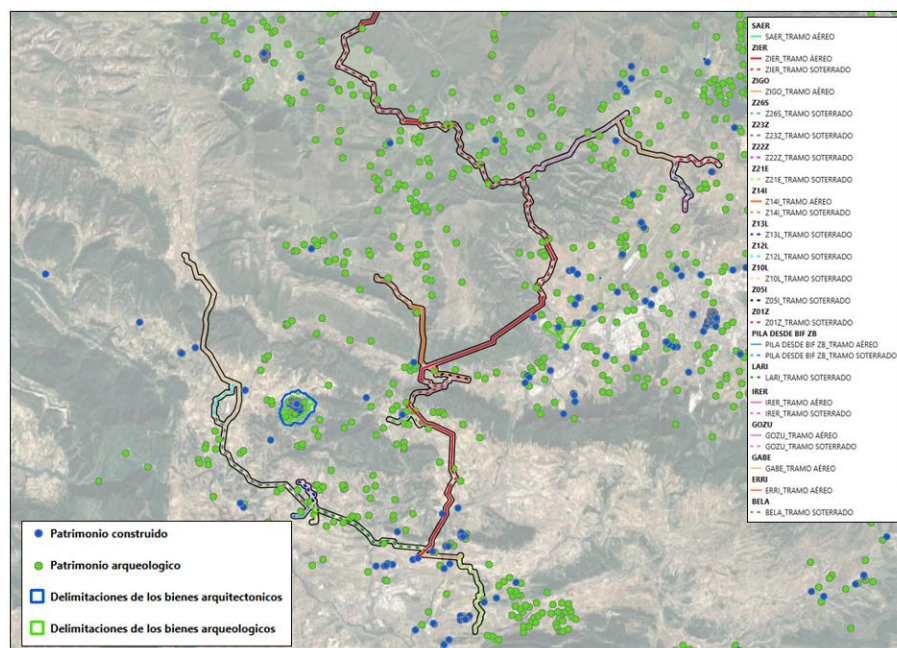 SAER
SAER_TRAMO AÉREO
ZIER
ZIER_TRAMO ÁEREO
ZIER_TRAMO SOTERRADO
ZIGO
ZIGO_TRAMO AÉREO
Z26S
Z26S_TRAMO SOTERRADO
Z23Z
Z23Z_TRAMO SOTERRADO
Z22Z
Z22Z_TRAMO SOTERRADO
Z21E
Z21E_TRAMO SOTERRADO
Z14I
Z14I_TRAMO AÉREO
Z14I_TRAMO SOTERRADO
Z13L
Z13L_TRAMO SOTERRADO
Z12L
Z12L_TRAMO SOTERRADO
Z10L
Z10L_TRAMO SOTERRADO
Z05I
Z05I_TRAMO SOTERRADO
Z01Z
Z01Z_TRAMO SOTERRADO
PILA DESDE BIF ZB
PILA DESDE BIF ZB_TRAMO AÉREO
PILA DESDE BIF ZB_TRAMO SOTERRADO
LARI
LARI_TRAMO SOTERRADO
IRER
IRER_TRAMO AÉREO
IRER_TRAMO SOTERRADO
GOZU
GOZU_TRAMO AÉREO
GOZU_TRAMO SOTERRADO
GABE
GABE_TRAMO AÉREO
ERRI
ERRI_TRAMO AÉREO
BELA
BELA_TRAMO SOTERRADO
Patrimonio construido
Patrimonio arqueologico
Delimitaciones de los bienes arquitectonicos
Delimitaciones de los bienes arqueologicos